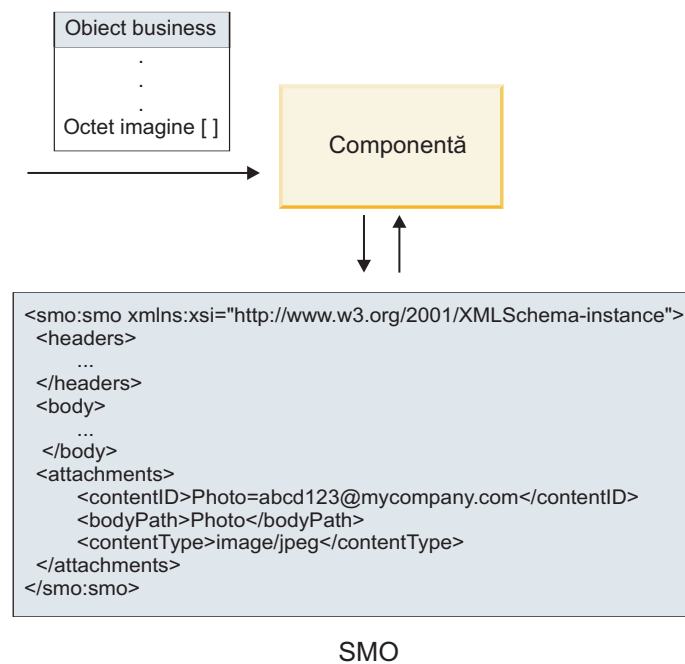 Obiect business
.
.
.
Octet imagine [ ]
Componentă
<smo:smo xmlns:xsi="http://www.w3.org/2001/XMLSchema-instance">
<headers>
...
</headers>
<body>
...
</body>
<attachments>
<contentID>Photo=abcd123@mycompany.com</contentID>
<bodyPath>Photo</bodyPath>
<contentType>image/jpeg</contentType>
</attachments>
</smo:smo>
SMO